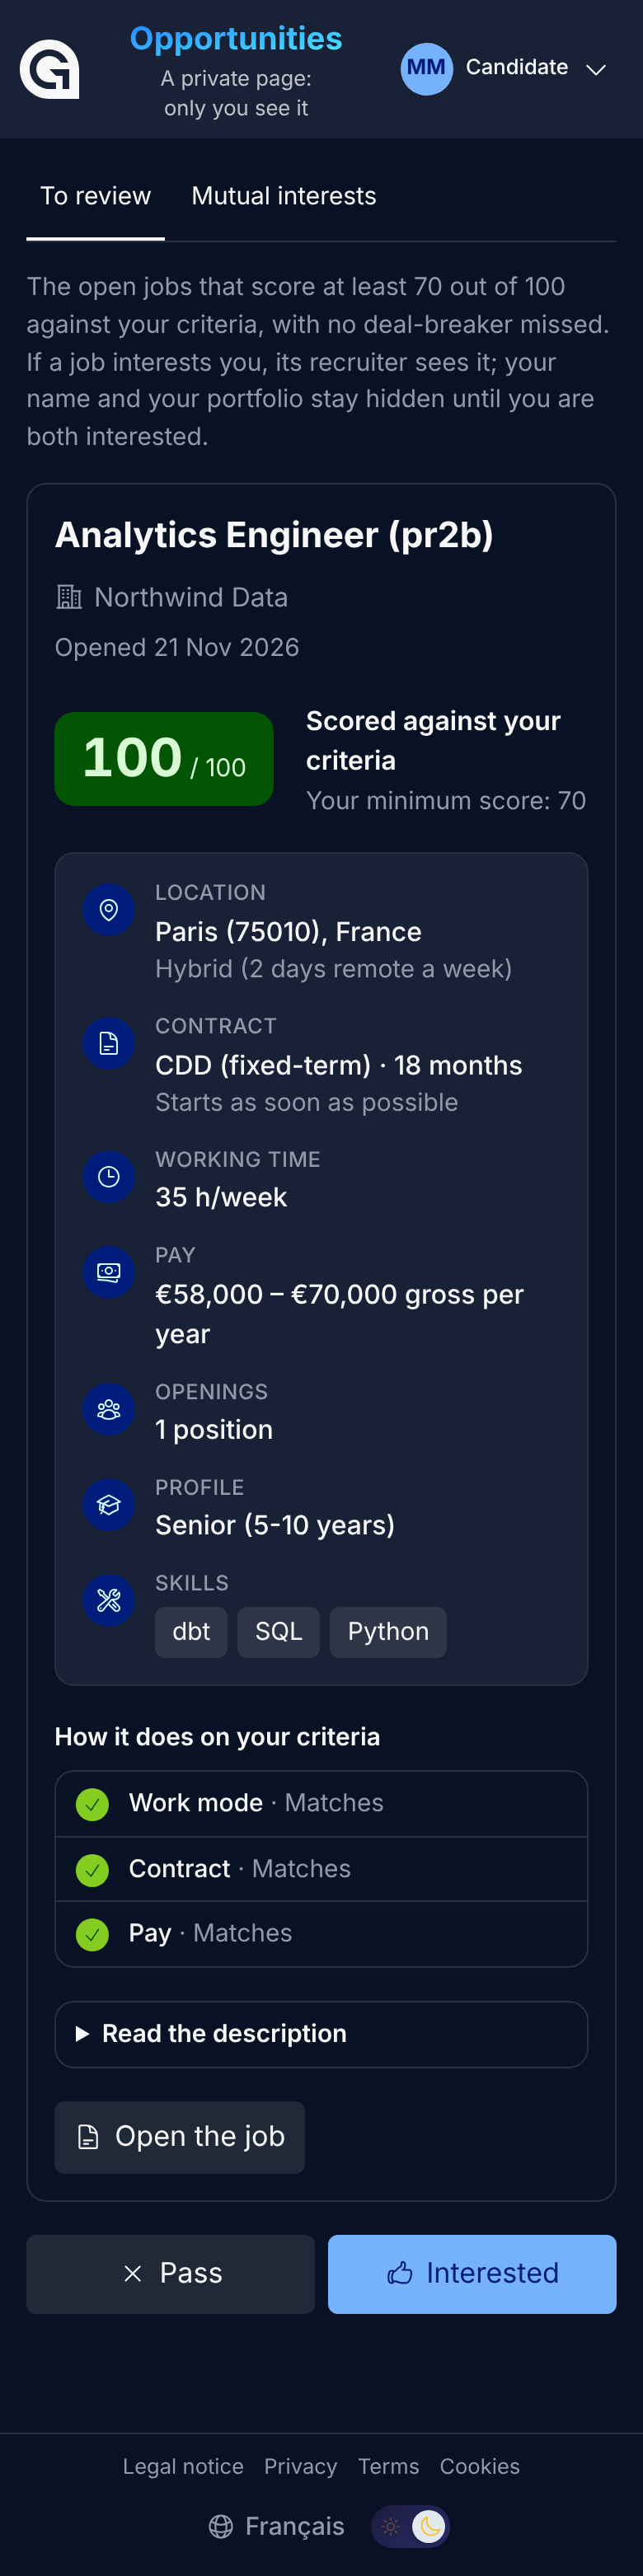 Opportunities
A private page:
only you see it
MM
Candidate
To review
Mutual interests
The open jobs that score at least 70 out of 100
against your criteria, with no deal-breaker missed.
If a job interests you, its recruiter sees it; your
name and your portfolio stay hidden until you are
both interested.
Analytics Engineer (pr2b)
Northwind Data
Opened 21 Nov 2026
100 / 100
Scored against your
criteria
Your minimum score: 70
LOCATION
Paris (75010), France
Hybrid (2 days remote a week)
CONTRACT
CDD (fixed-term) · 18 months
Starts as soon as possible
WORKING TIME
35 h/week
PAY
€58,000 – €70,000 gross per
year
OPENINGS
1 position
PROFILE
Senior (5-10 years)
SKILLS
dbt SQL Python
How it does on your criteria
Work mode · Matches
Contract · Matches
Pay · Matches
Read the description
Open the job
Pass
Interested
Legal notice Privacy Terms Cookies
Français